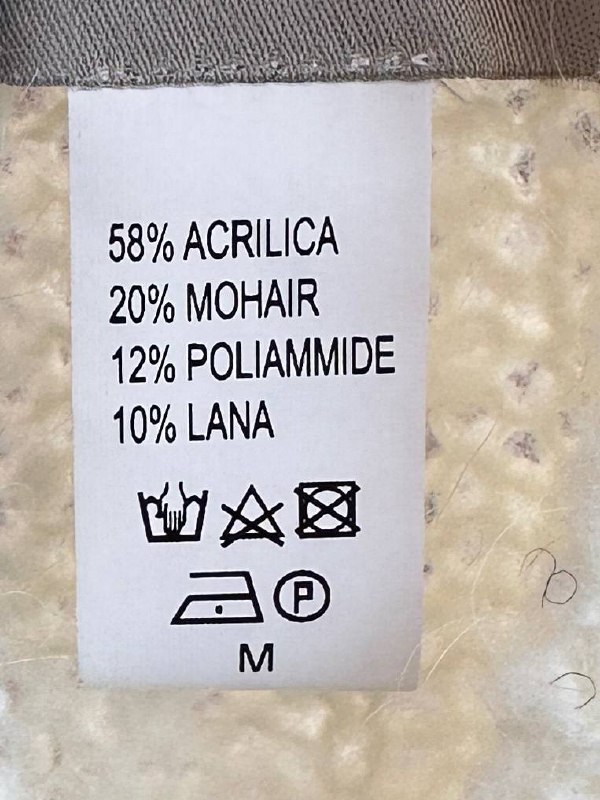 58% ACRILICA
20% MOHAIR
12% POLIAMMIDE
10% LANA
P
M